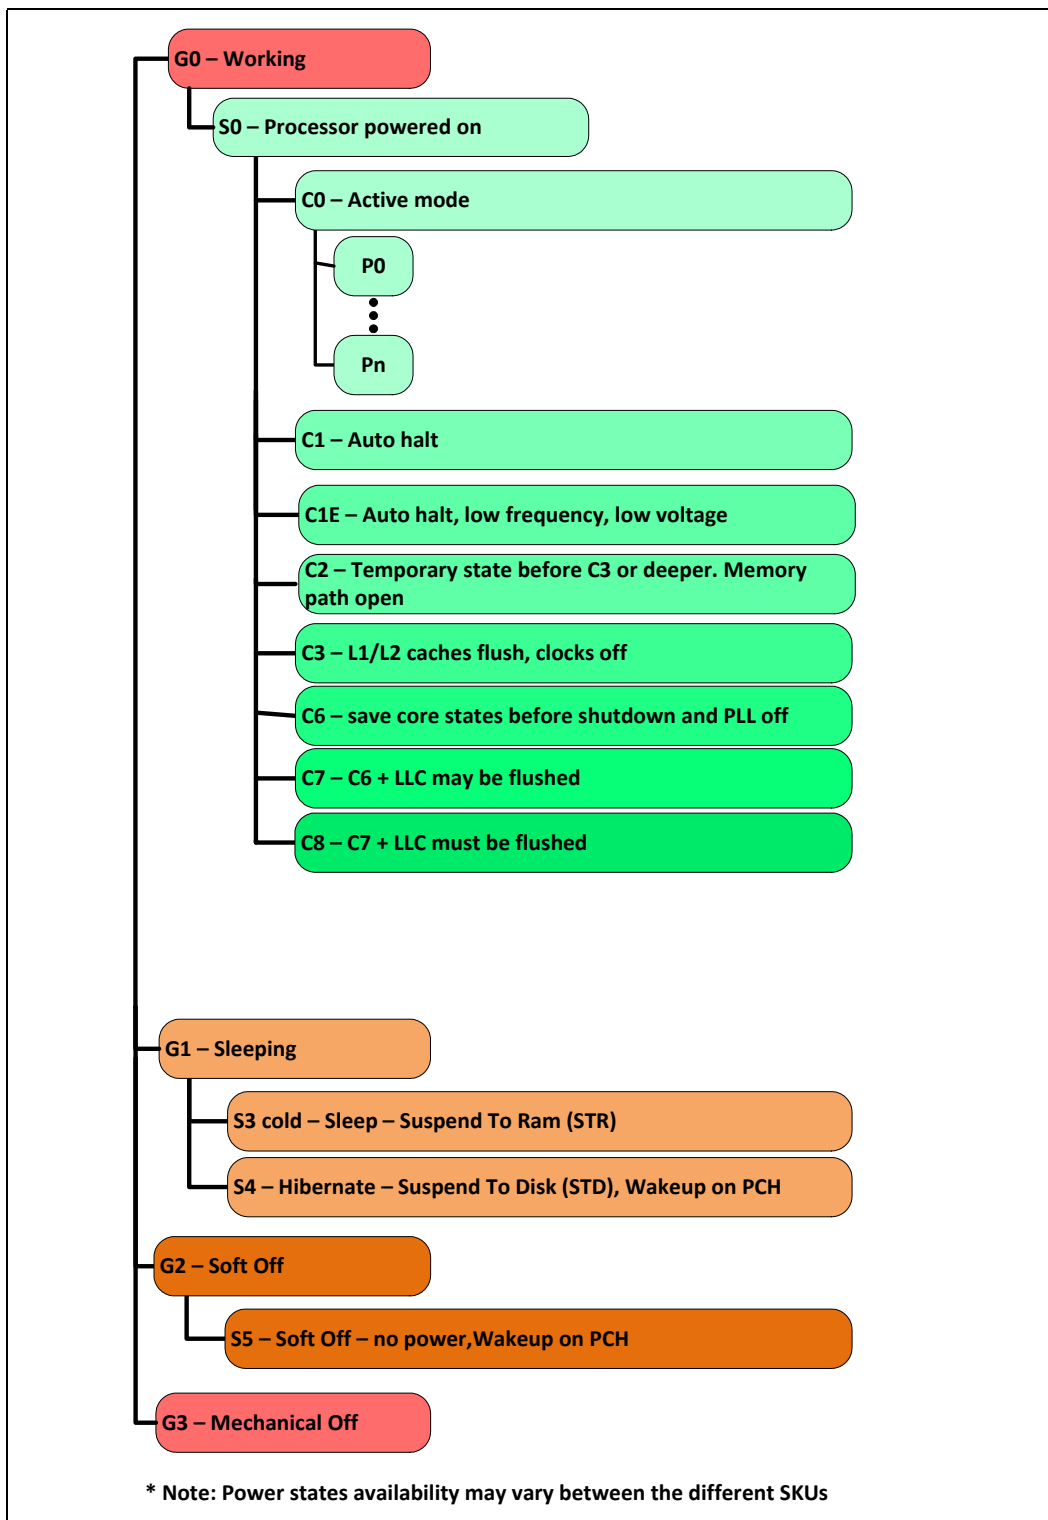 G0 – Working
S0 – Processor powered on
C0 – Active mode
P0
Pn
C1 – Auto halt
C1E – Auto halt, low frequency, low voltage
C2 – Temporary state before C3 or deeper. Memory
path open
C3 – L1/L2 caches flush, clocks off
C6 – save core states before shutdown and PLL off
C7 – C6 + LLC may be flushed
C8 – C7 + LLC must be flushed
G1 – Sleeping
S3 cold – Sleep – Suspend To Ram (STR)
S4 – Hibernate – Suspend To Disk (STD), Wakeup on PCH
G2 – Soft Off
S5 – Soft Off – no power,Wakeup on PCH
G3 – Mechanical Off
* Note: Power states availability may vary between the different SKUs